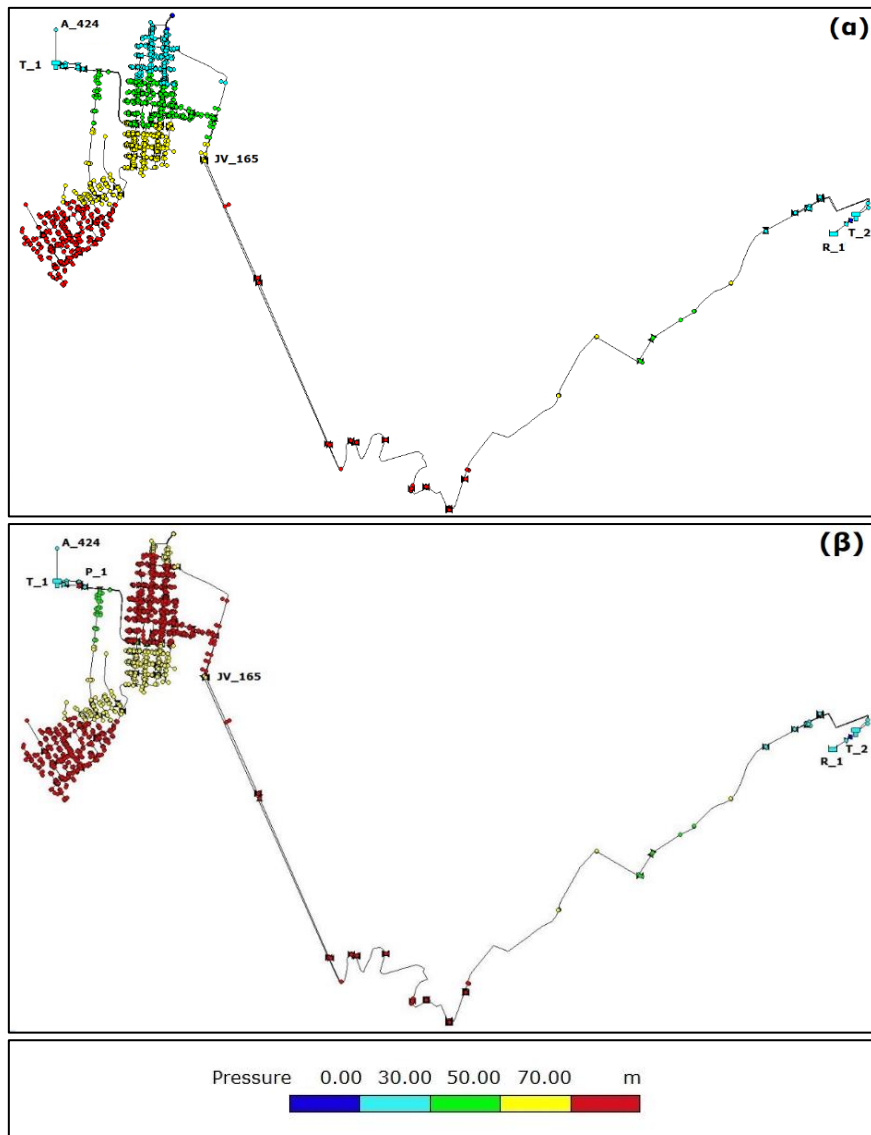 (α)
A_424
T_1
JV_165
T_2
R_1
(β)
A_424
P_1
T_1
JV_165
T_2
R_1
Pressure 0.00 30.00 50.00 70.00 m